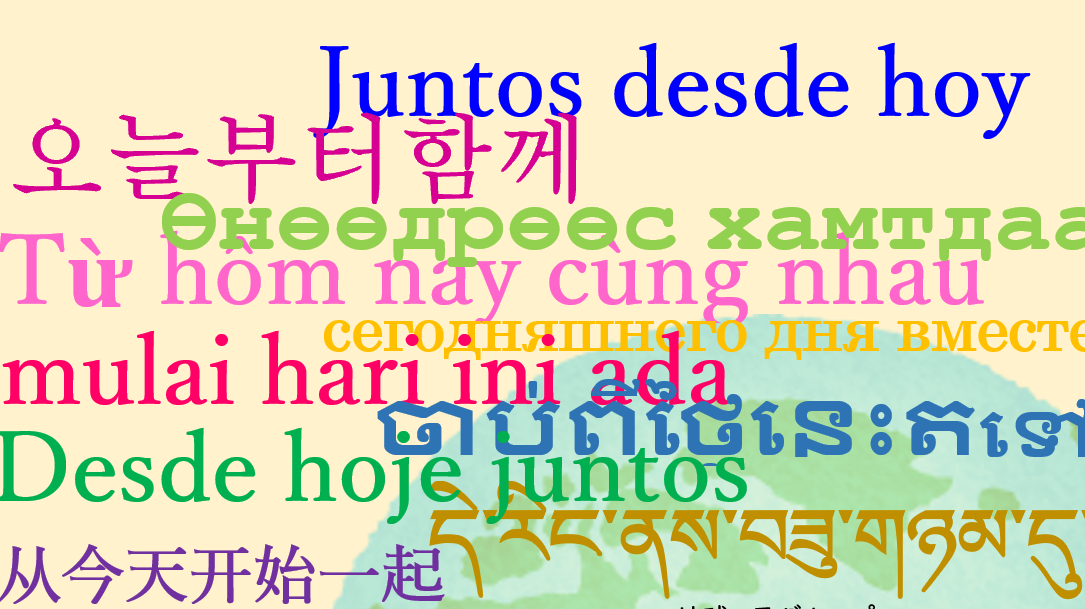 Juntos desde hoy
오늘부터함께
Өнөөдрөөс хамтдаа
Từ hôm nay cùng nhau
сегодняшнего дня вместе
mulai hari ini ada
ចាប់ពីថ្ងៃនេះតទៅ
Desde hoje juntos
དེ་རིང་ནས་བཟུ་གཉམ་དུ
从今天开始一起